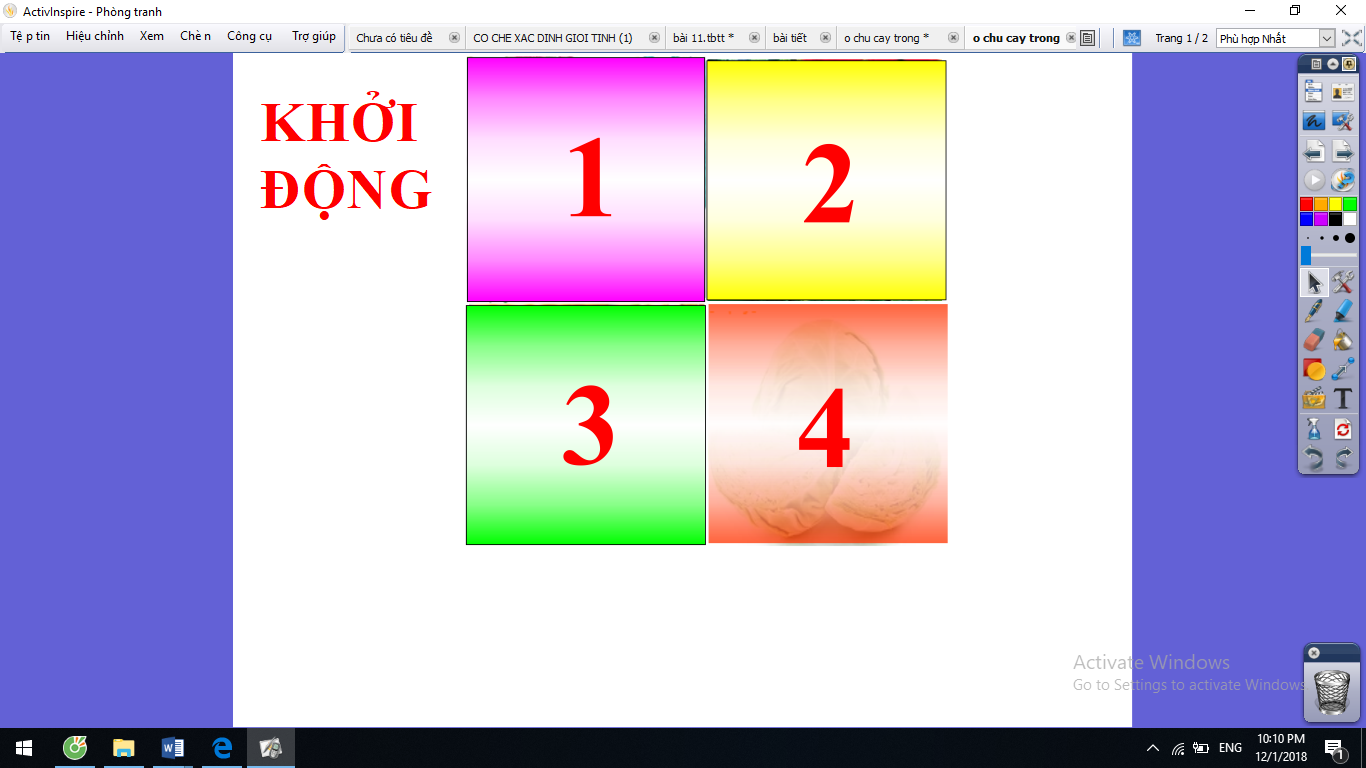 ActivInspire - Phòng tranh
Tệ p tin Hiệu chỉnh Xem Chè n Công cụ Trợ giúp
Chưa có tiêu đề CO CHE XAC DINH GIOI TINH (1) bài 11.tbtt * bài tiết o chu cay trong * o chu cay trong Trang 1 / 2 Phù hợp Nhất
KHỞI
ĐỘNG
1
2
3
4
T
Activate Windows
Go to Settings to activate Windows
ENG
10:10 PM
12/1/2018
1